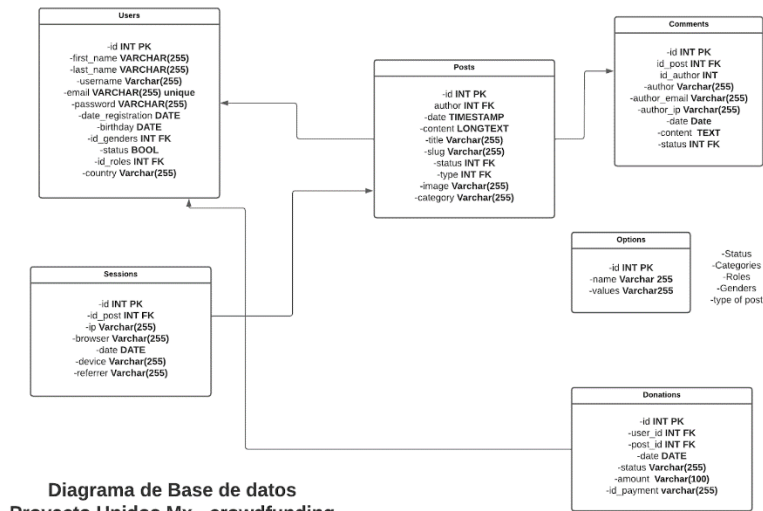 Users
-id INT PK
-first_name VARCHAR(255)
-last_name VARCHAR(255)
-username Varchar(255)
-email VARCHAR(255) unique
-password VARCHAR(255)
-date_registration DATE
-birthday DATE
-id_genders INT FK
-status BOOL
-id_roles INT FK
-country Varchar(255)
Posts
-id INT PK
author INT FK
-date TIMESTAMP
-content LONGTEXT
-title Varchar(255)
-slug Varchar(255)
-status INT FK
-type INT FK
-image Varchar(255)
-category Varchar(255)
Comments
-id INT PK
id_post INT FK
id_author INT
-author Varchar(255)
-author_email Varchar(255)
-author_ip Varchar(255)
-date Date
-content TEXT
-status INT FK
Sessions
-id INT PK
-id_post INT FK
-ip Varchar(255)
-browser Varchar(255)
-date DATE
-device Varchar(255)
-referrer Varchar(255)
Options
-id INT PK
-name Varchar 255
-values Varchar255
-Status
-Categories
-Roles
-Genders
-type of post
Donations
-id INT PK
-user_id INT FK
-post_id INT FK
-date DATE
-status Varchar(255)
-amount Varchar(100)
-id_payment varchar(255)
Diagrama de Base de datos
Proyecto Unidos Mx - crowdfunding